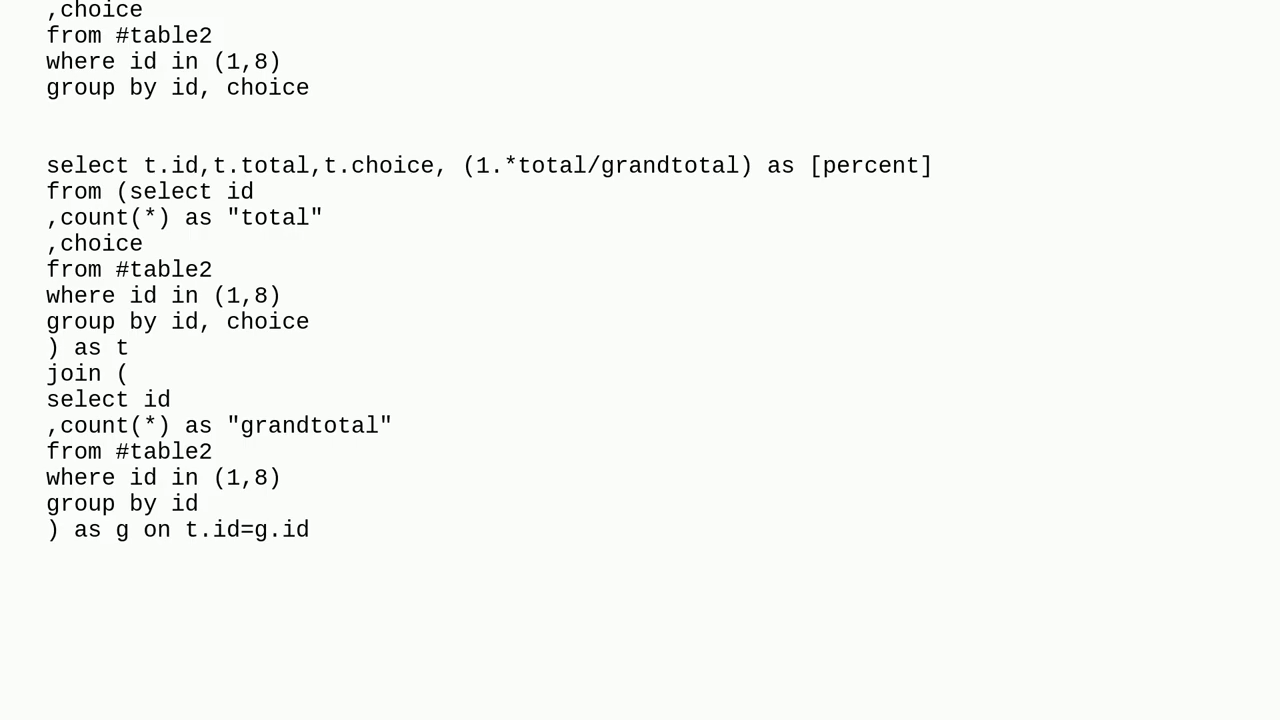 ,choice
from #table2
where id in (1,8)
group by id, choice
select t.id,t.total,t.choice, (1.*total/grandtotal) as [percent]
from (select id
,count(*) as "total"
,choice
from #table2
where id in (1,8)
group by id, choice
) as t
join (
select id
,count(*) as "grandtotal"
from #table2
where id in (1,8)
group by id
) as g on t.id=g.id